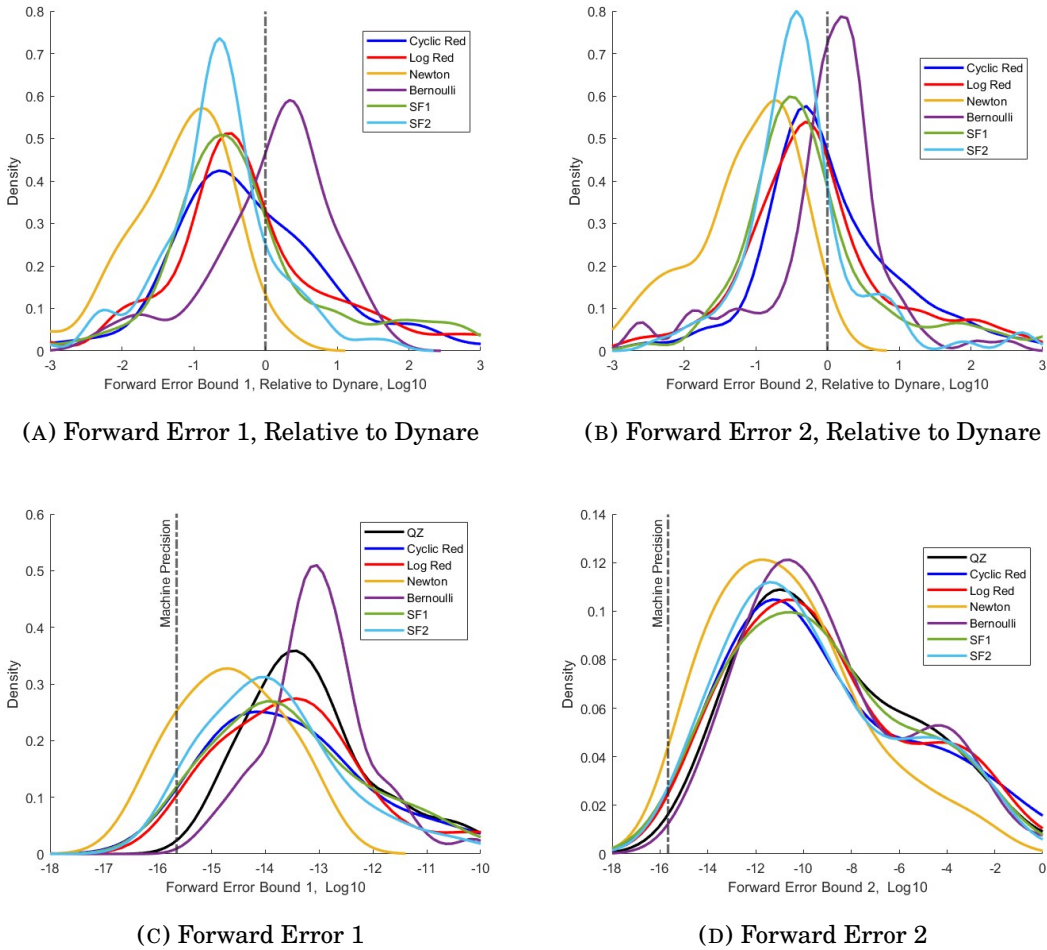 0.8
0.7
0.6
0.5
0.4
0.3
0.2
0.1
0
Density
Cyclic Red
Log Red
Newton
Bernoulli
SF1
SF2
-3 -2 -1 0 1 2 3
Forward Error Bound 1, Relative to Dynare, Log10
(A) Forward Error 1, Relative to Dynare
0.8
0.7
0.6
0.5
0.4
0.3
0.2
0.1
0
Density
Cyclic Red
Log Red
Newton
Bernoulli
SF1
SF2
-3 -2 -1 0 1 2 3
Forward Error Bound 2, Relative to Dynare, Log10
(B) Forward Error 2, Relative to Dynare
0.6
0.5
0.4
0.3
0.2
0.1
0
Density
Machine Precision
QZ
Cyclic Red
Log Red
Newton
Bernoulli
SF1
SF2
-18 -17 -16 -15 -14 -13 -12 -11 -10
Forward Error Bound 1, Log10
(C) Forward Error 1
0.14
0.12
0.1
0.08
0.06
0.04
0.02
0
Density
Machine Precision
QZ
Cyclic Red
Log Red
Newton
Bernoulli
SF1
SF2
-18 -16 -14 -12 -10 -8 -6 -4 -2 0
Forward Error Bound 2, Log10
(D) Forward Error 2